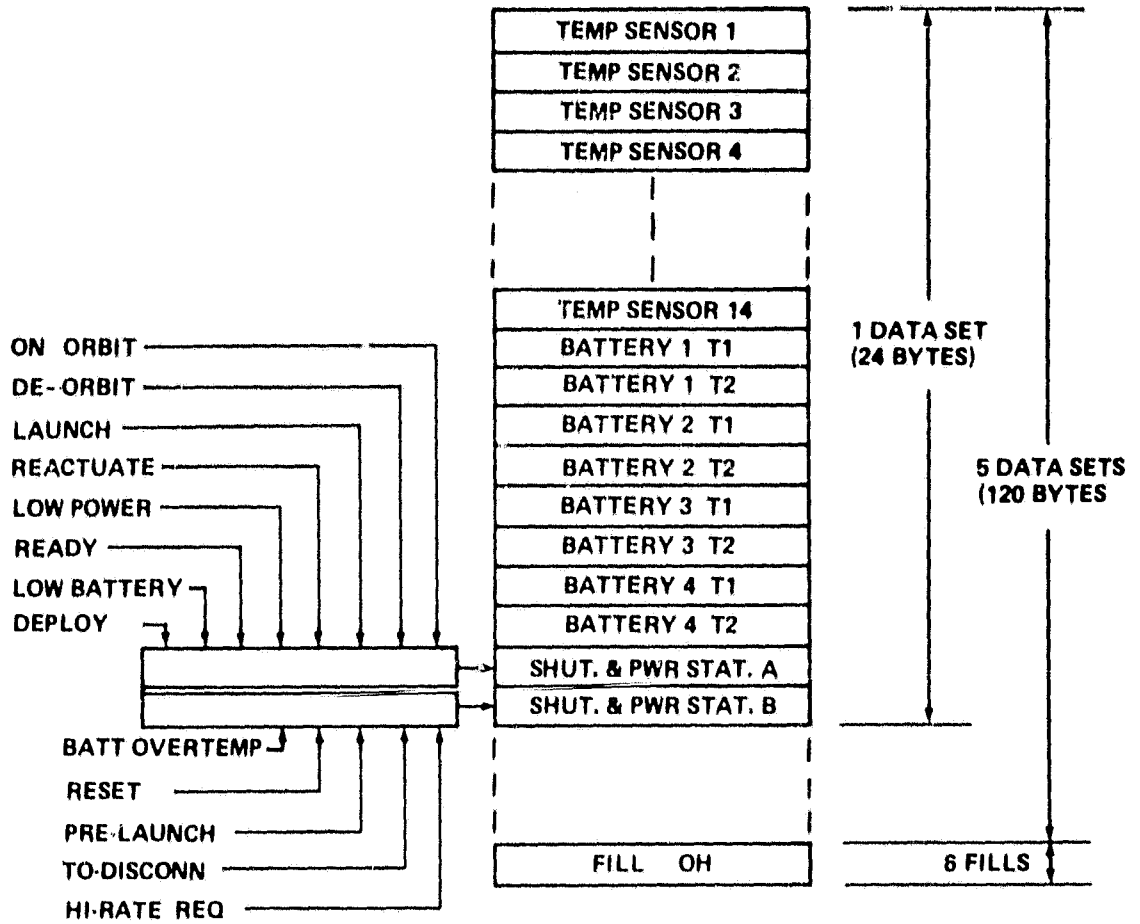 TEMP SENSOR 1
TEMP SENSOR 2
TEMP SENSOR 3
TEMP SENSOR 4
TEMP SENSOR 14
BATTERY 1 T1
BATTERY 1 T2
BATTERY 2 T1
BATTERY 2 T2
BATTERY 3 T1
BATTERY 3 T2
BATTERY 4 T1
BATTERY 4 T2
SHUT. & PWR STAT. A
SHUT. & PWR STAT. B
FILL OH
ON ORBIT
DE-ORBIT
LAUNCH
REACTUATE
LOW POWER
READY
LOW BATTERY
DEPLOY
BATT OVERTEMP
RESET
PRE-LAUNCH
TO-DISCONN
HI-RATE REQ
1 DATA SET
(24 BYTES)
5 DATA SETS
(120 BYTES
6 FILLS